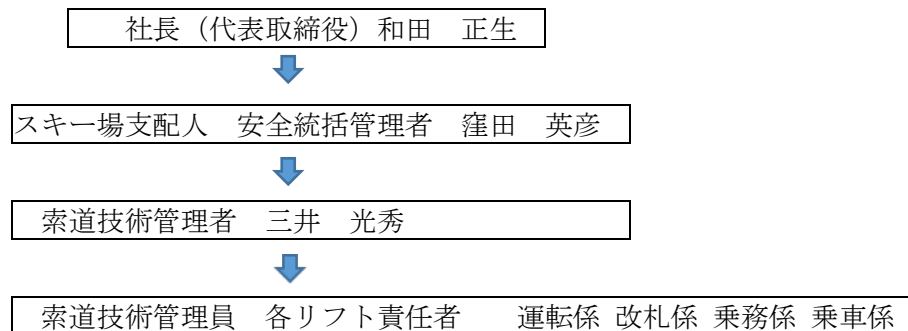 社長（代表取締役）和田　正生
スキー場支配人　安全統括管理者　窪田　英彦
索道技術管理者　三井　光秀
索道技術管理員　各リフト責任者　　運転係 改札係 乗務係 乗車係